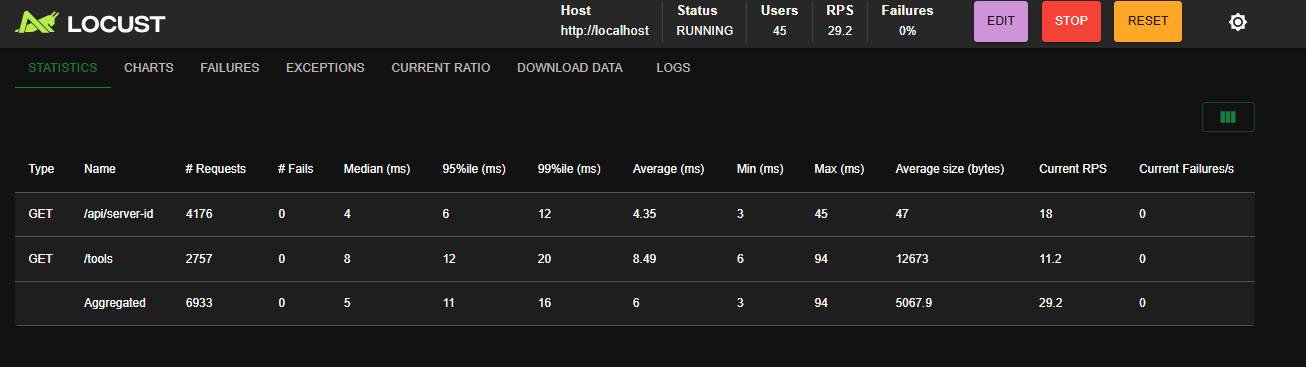 LOCUST
Host Status Users RPS Failures
http://localhost RUNNING 45 29.2 0%
EDIT STOP RESET
STATISTICS CHARTS FAILURES EXCEPTIONS CURRENT RATIO DOWNLOAD DATA LOGS
Type Name # Requests # Fails Median (ms) 95%ile (ms) 99%ile (ms) Average (ms) Min (ms) Max (ms) Average size (bytes) Current RPS Current Failures/s
GET /api/server-id 4176 0 4 6 12 4.35 3 45 47 18 0
GET /tools 2757 0 8 12 20 8.49 6 94 12673 11.2 0
Aggregated 6933 0 5 11 16 6 3 94 5067.9 29.2 0